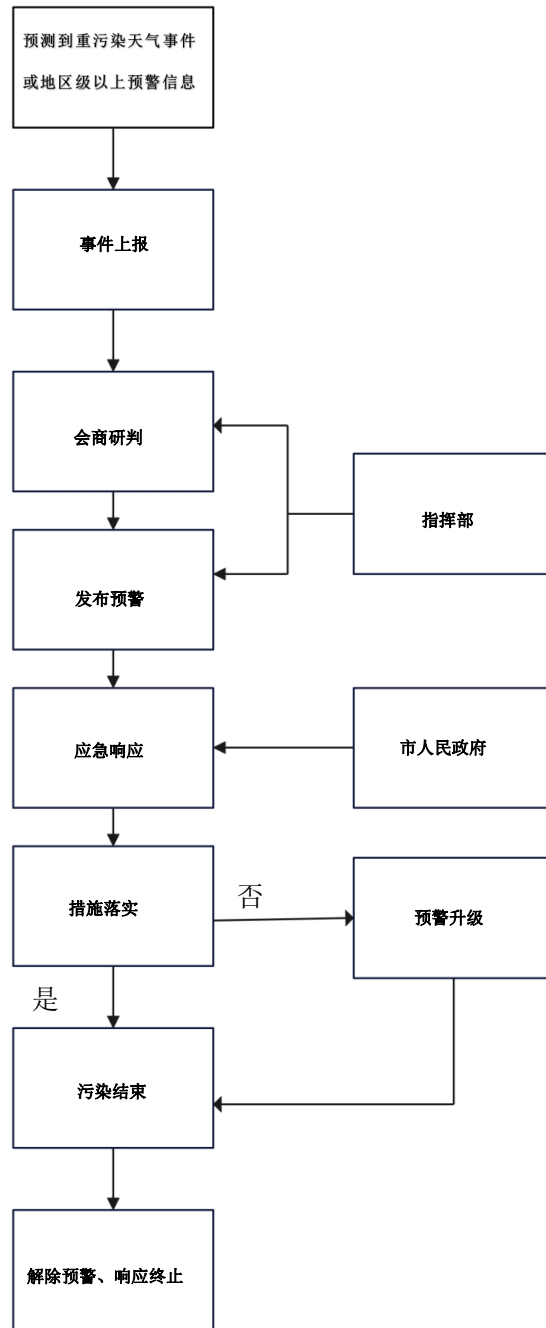 预测到重污染天气事件
或地区级以上预警信息
事件上报
会商研判
指挥部
发布预警
应急响应
市人民政府
措施落实
否
预警升级
是
污染结束
解除预警、响应终止